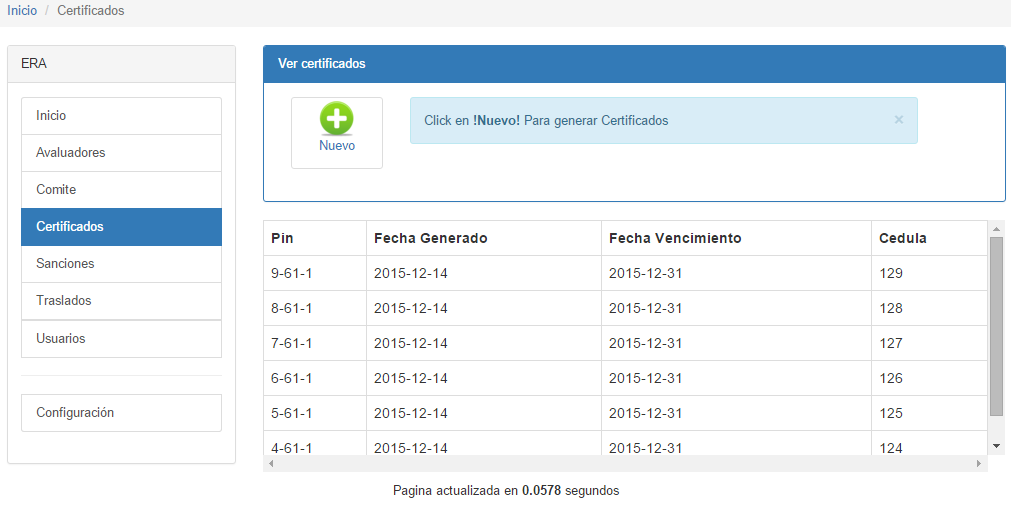 Inicio / Certificados
ERA
Inicio
Avaluadores
Comite
Certificados
Sanciones
Traslados
Usuarios
Configuración
Ver certificados
Nuevo
Click en !Nuevo! Para generar Certificados ×
Pin Fecha Generado Fecha Vencimiento Cedula
9-61-1 2015-12-14 2015-12-31 129
8-61-1 2015-12-14 2015-12-31 128
7-61-1 2015-12-14 2015-12-31 127
6-61-1 2015-12-14 2015-12-31 126
5-61-1 2015-12-14 2015-12-31 125
4-61-1 2015-12-14 2015-12-31 124
Pagina actualizada en 0.0578 segundos